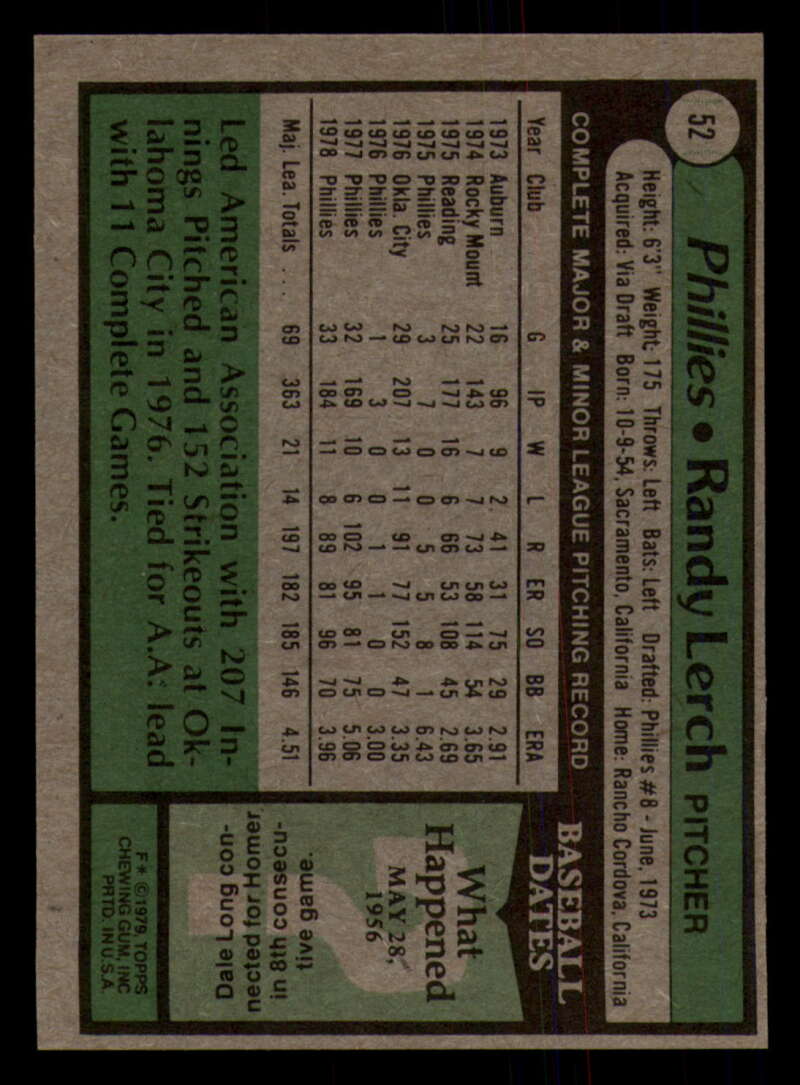 52
Phillies • Randy Lerch PITCHER
Height: 6'3" Weight: 175 Throws: Left Bats: Left Drafted: Phillies #8 - June, 1973
Acquired: Via Draft Born: 10-9-54, Sacramento, California Home: Rancho Cordova, California
COMPLETE MAJOR & MINOR LEAGUE PITCHING RECORD
Year Club G IP W L R ER SO BB ERA
1973 Auburn 16 96 9 2 41 31 75 29 2.91
1974 Rocky Mount 22 143 7 7 73 58 114 54 3.65
1975 Reading 25 177 16 6 66 53 108 45 2.69
1975 Phillies 3 7 0 0 5 5 8 1 6.43
1976 Okla. City 29 207 13 11 91 77 152 47 3.35
1976 Phillies 1 3 0 0 1 1 0 0 3.00
1977 Phillies 32 169 10 6 102 95 81 75 5.06
1978 Phillies 33 184 11 8 89 81 96 70 3.96
Maj. Lea. Totals .... 69 363 21 14 197 182 185 146 4.51
Led American Association with 207 In-
nings Pitched and 152 Strikeouts at Ok-
lahoma City in 1976. Tied for A.A. lead
with 11 Complete Games.
BASEBALL
DATES
What
Happened
MAY 28,
1956
Dale Long con-
nected for Homer
in 8th consecu-
tive game.
F* ©1979, TOPPS
CHEWING GUM, INC
PRTD. IN U.S.A.